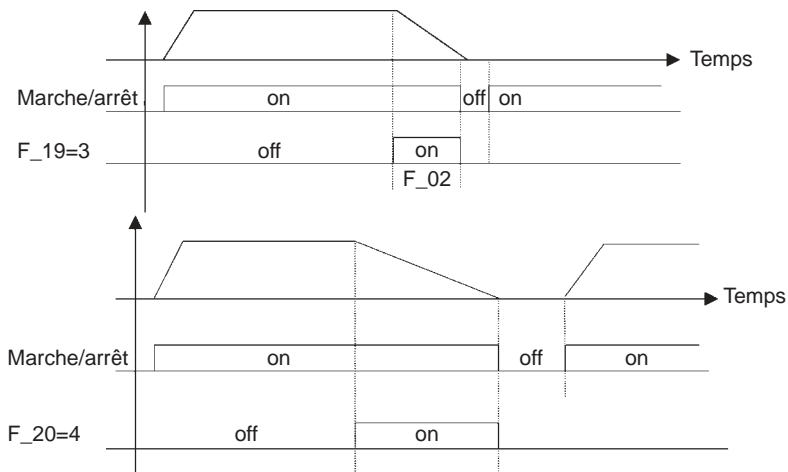 Temps
Marche/arrêt on off on
F_19=3 off on
F_02
Temps
Marche/arrêt on off on
F_20=4 off on